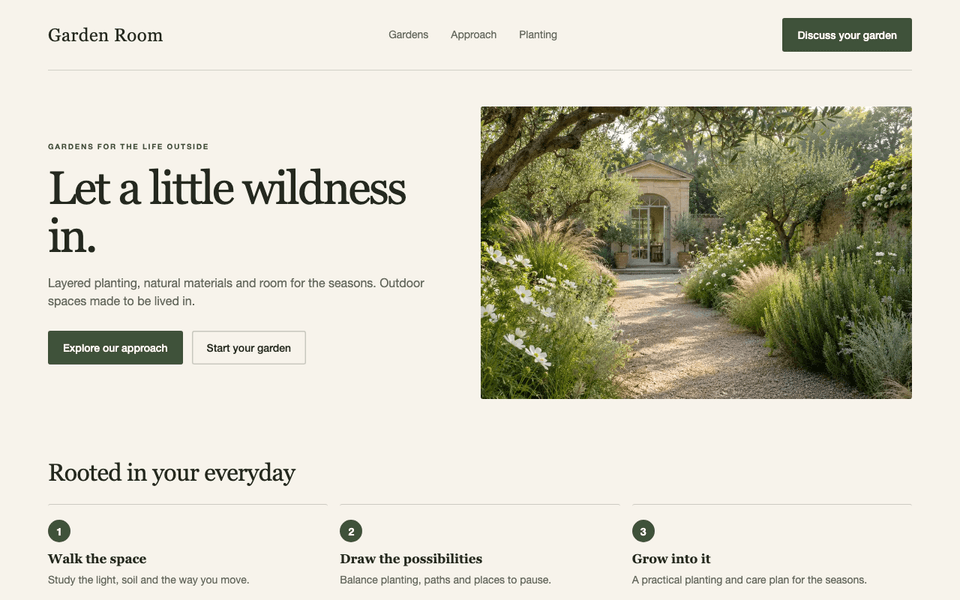 Garden Room
Gardens
Approach
Planting
Discuss your garden
GARDENS FOR THE LIFE OUTSIDE
Let a little wildness
in.
Layered planting, natural materials and room for the seasons. Outdoor
spaces made to be lived in.
Explore our approach
Start your garden
Rooted in your everyday
1
Walk the space
Study the light, soil and the way you move.
2
Draw the possibilities
Balance planting, paths and places to pause.
3
Grow into it
A practical planting and care plan for the seasons.